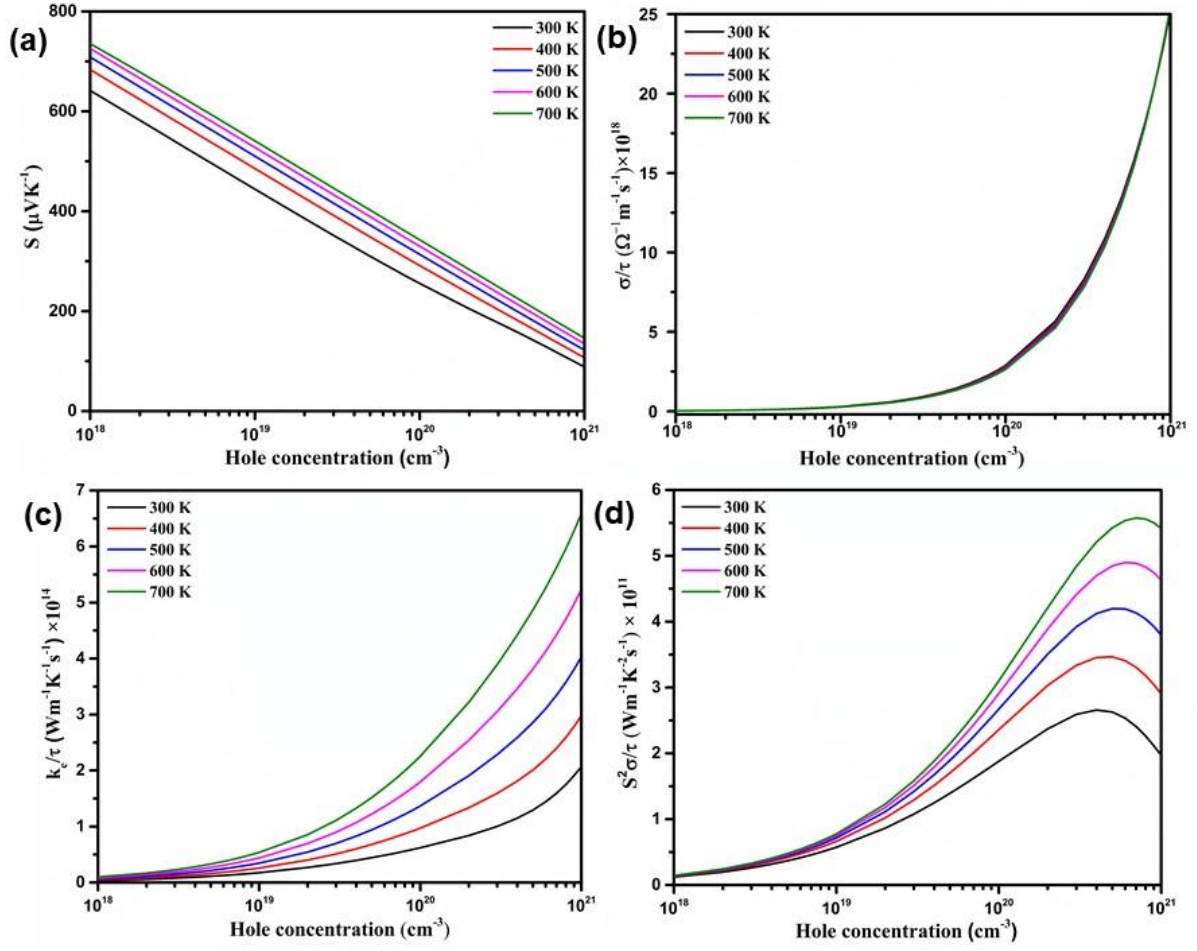 (a)
800
600
400
200
0
S (μVK⁻¹)
300 K
400 K
500 K
600 K
700 K
10¹⁸
10¹⁹
10²⁰
10²¹
Hole concentration (cm⁻³)
(b)
25
20
15
10
5
0
σ/τ (Ω⁻¹m⁻¹s⁻¹)×10¹⁸
300 K
400 K
500 K
600 K
700 K
10¹⁸
10¹⁹
10²⁰
10²¹
Hole concentration (cm⁻³)
(c)
7
6
5
4
3
2
1
0
kₑ/τ (Wm⁻¹K⁻¹s⁻¹) ×10¹⁴
300 K
400 K
500 K
600 K
700 K
10¹⁸
10¹⁹
10²⁰
10²¹
Hole concentration (cm⁻³)
(d)
6
5
4
3
2
1
0
S²σ/τ (Wm⁻¹K⁻²s⁻¹) × 10¹¹
300 K
400 K
500 K
600 K
700 K
10¹⁸
10¹⁹
10²⁰
10²¹
Hole concentration (cm⁻³)